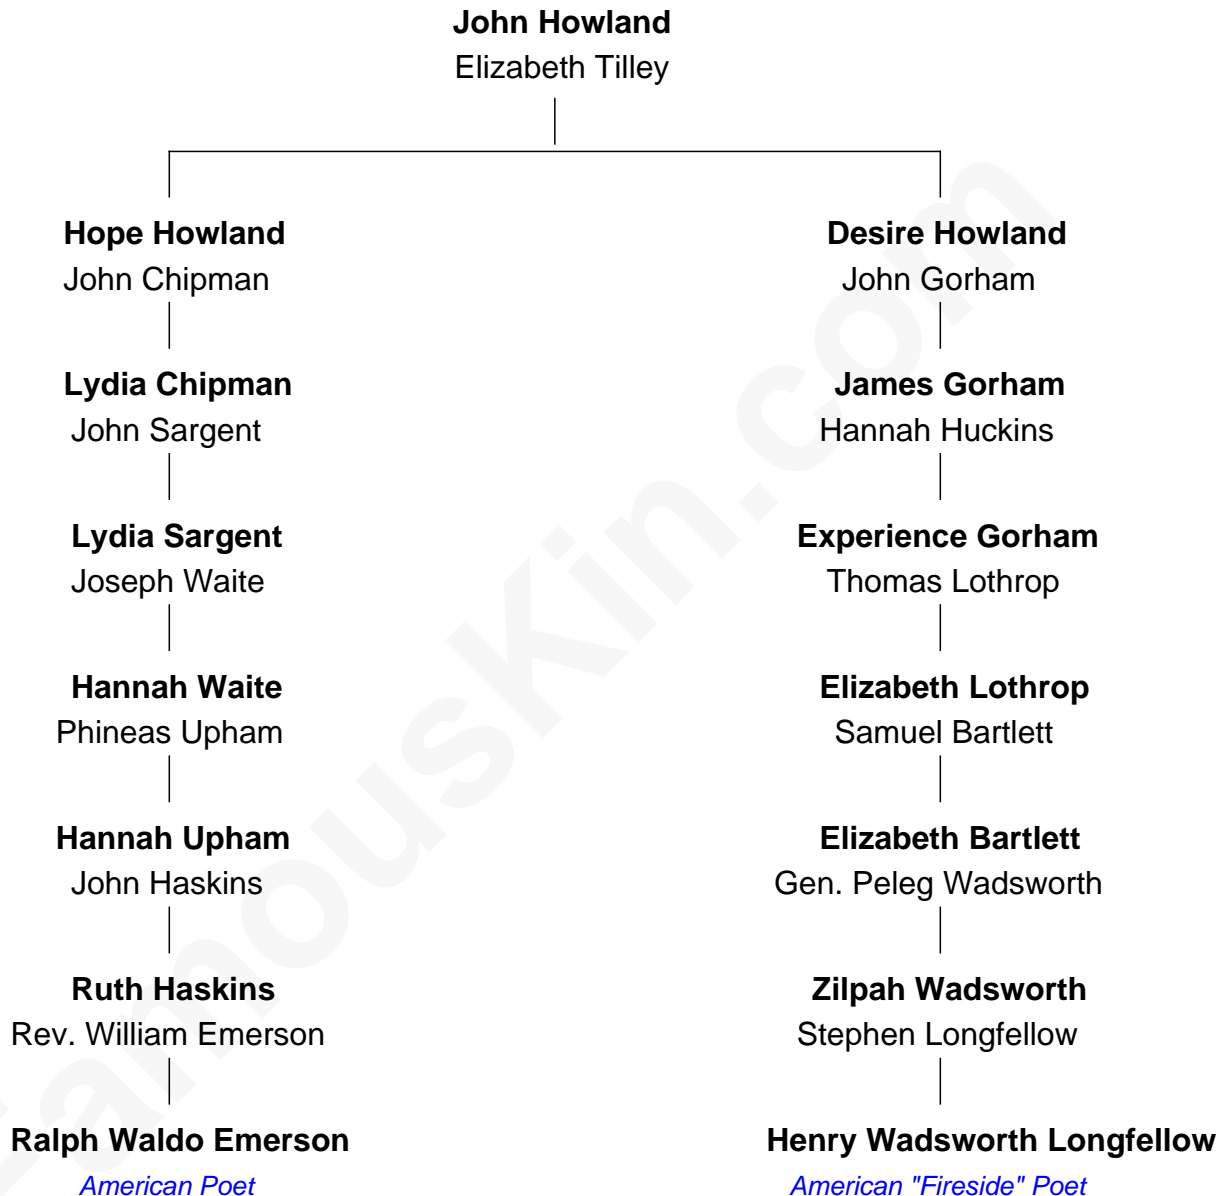 John Howland
Elizabeth Tilley
Hope Howland
John Chipman
Desire Howland
John Gorham
Lydia Chipman
John Sargent
James Gorham
Hannah Huckins
Lydia Sargent
Joseph Waite
Experience Gorham
Thomas Lothrop
Hannah Waite
Phineas Upham
Elizabeth Lothrop
Samuel Bartlett
Hannah Upham
John Haskins
Elizabeth Bartlett
Gen. Peleg Wadsworth
Ruth Haskins
Rev. William Emerson
Zilpah Wadsworth
Stephen Longfellow
Ralph Waldo Emerson
American Poet
Henry Wadsworth Longfellow
American "Fireside" Poet
FamousKin.com